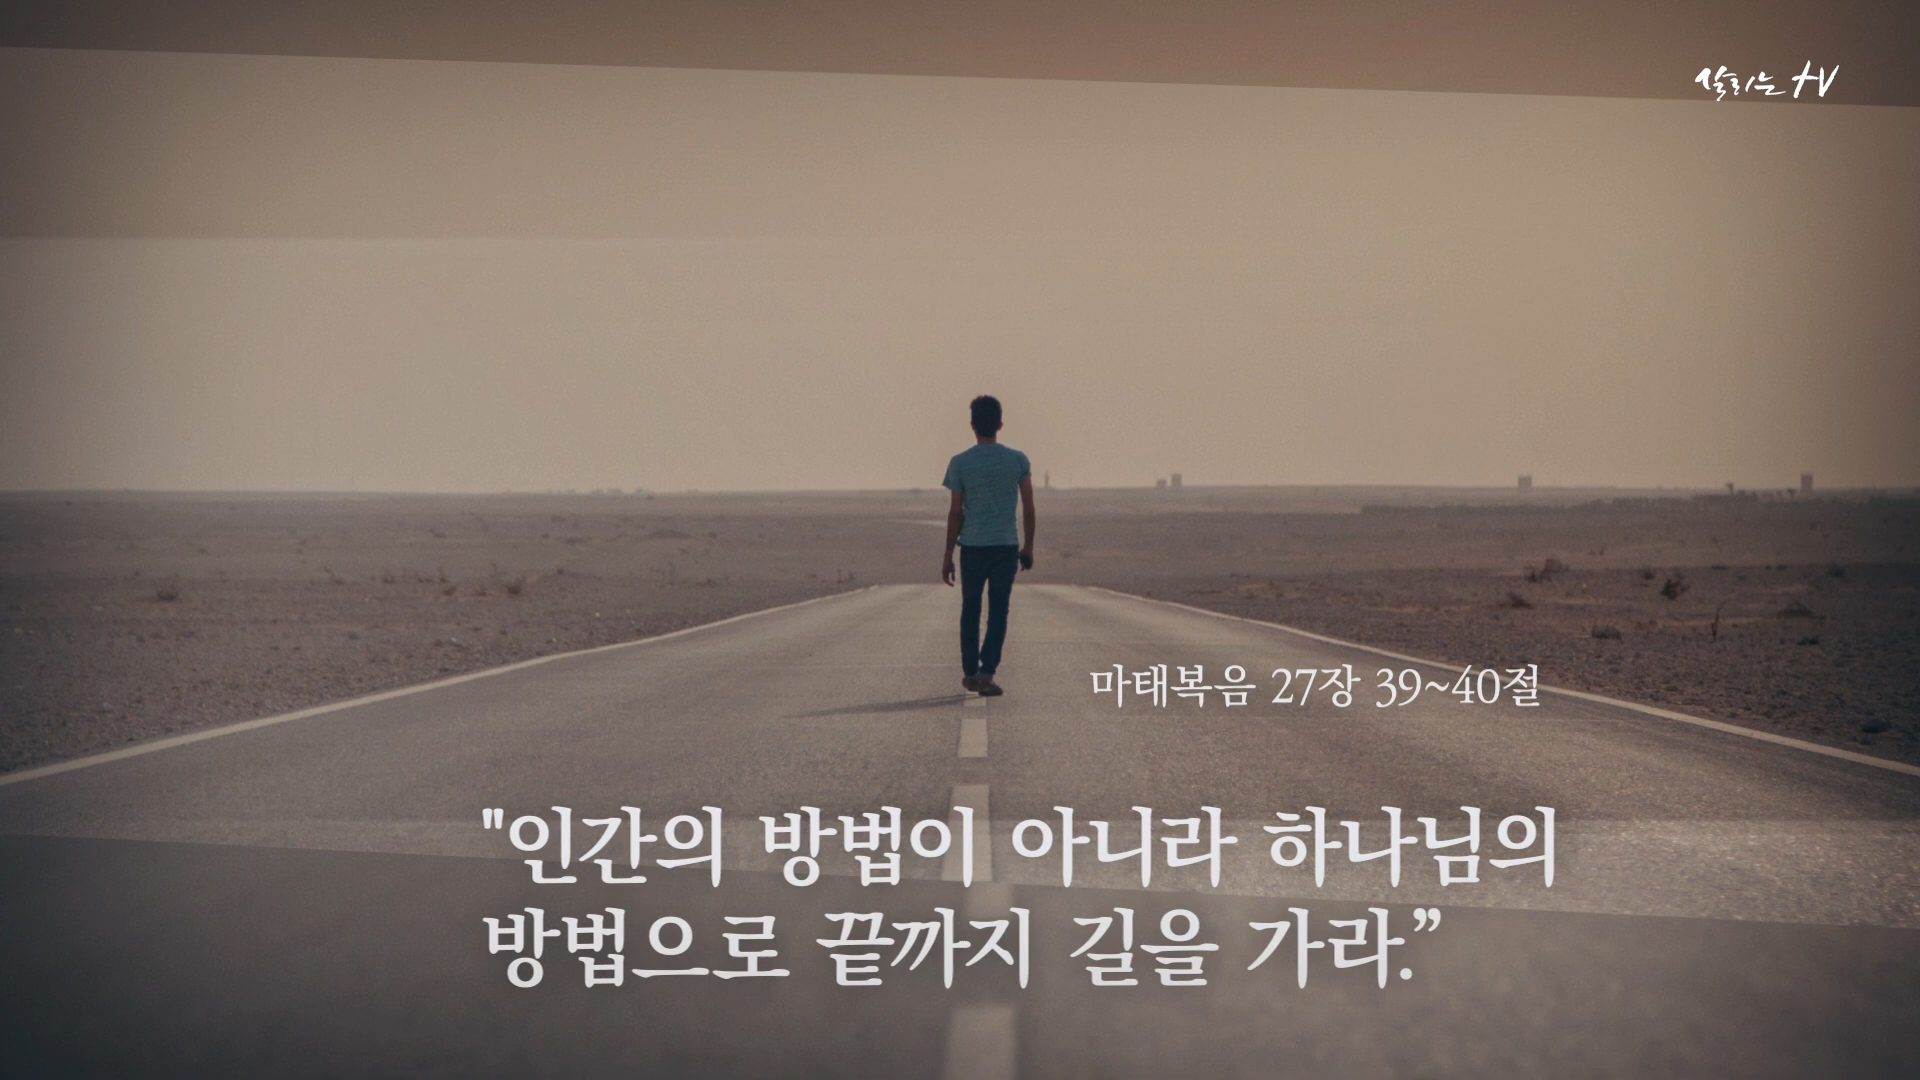 살리는 TV
마태복음 27장 39~40절
"인간의 방법이 아니라 하나님의
방법으로 끝까지 길을 가라.”